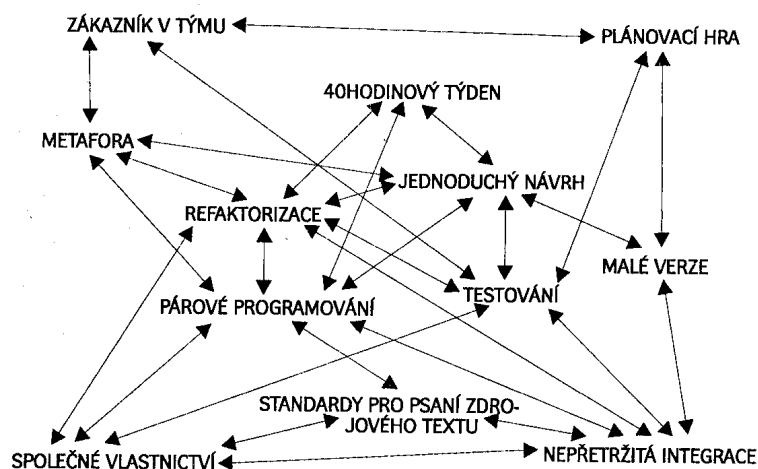 ZÁKAZNÍK V TÝMU
PLÁNOVACÍ HRA
40HODINOVÝ TÝDEN
METAFORA
JEDNODUCHÝ NÁVRH
REFAKTORIZACE
MALÉ VERZE
TESTOVÁNÍ
PÁROVÉ PROGRAMOVÁNÍ
STANDARDY PRO PSANÍ ZDRO-
JOVÉHO TEXTU
SPOLEČNÉ VLASTNICTVÍ
NEPŘETRŽITÁ INTEGRACE